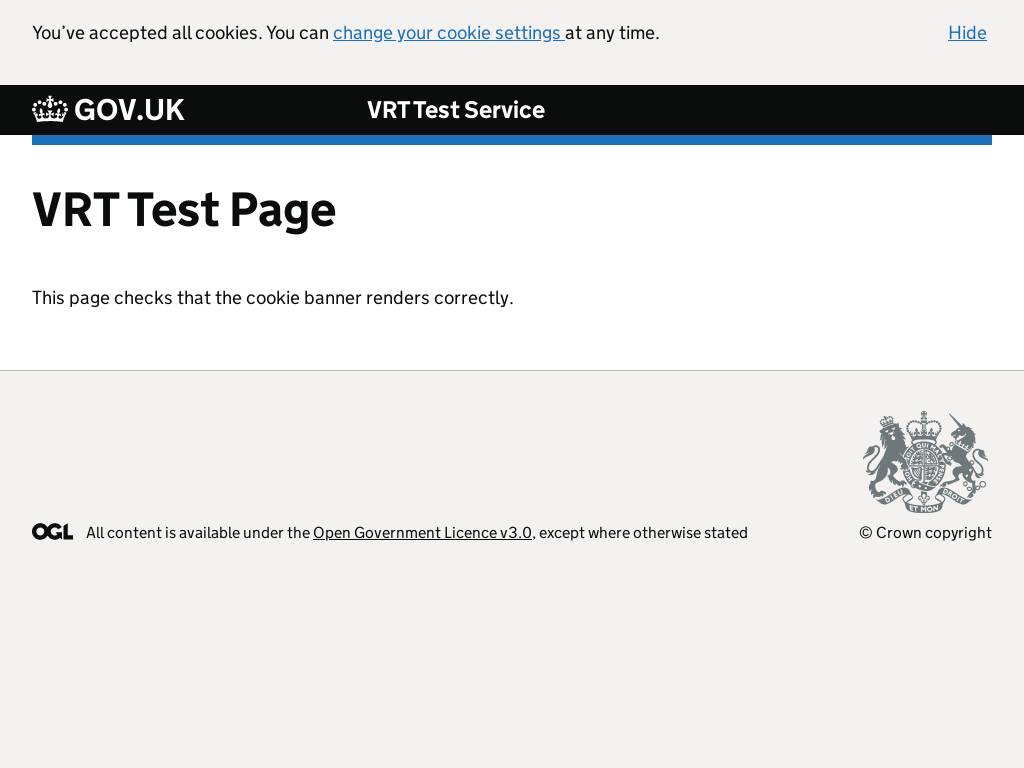 You’ve accepted all cookies. You can change your cookie settings at any time.
Hide
GOV.UK
VRT Test Service
VRT Test Page
This page checks that the cookie banner renders correctly.
DIEU ET MON DROIT
OGL
All content is available under the Open Government Licence v3.0, except where otherwise stated
© Crown copyright